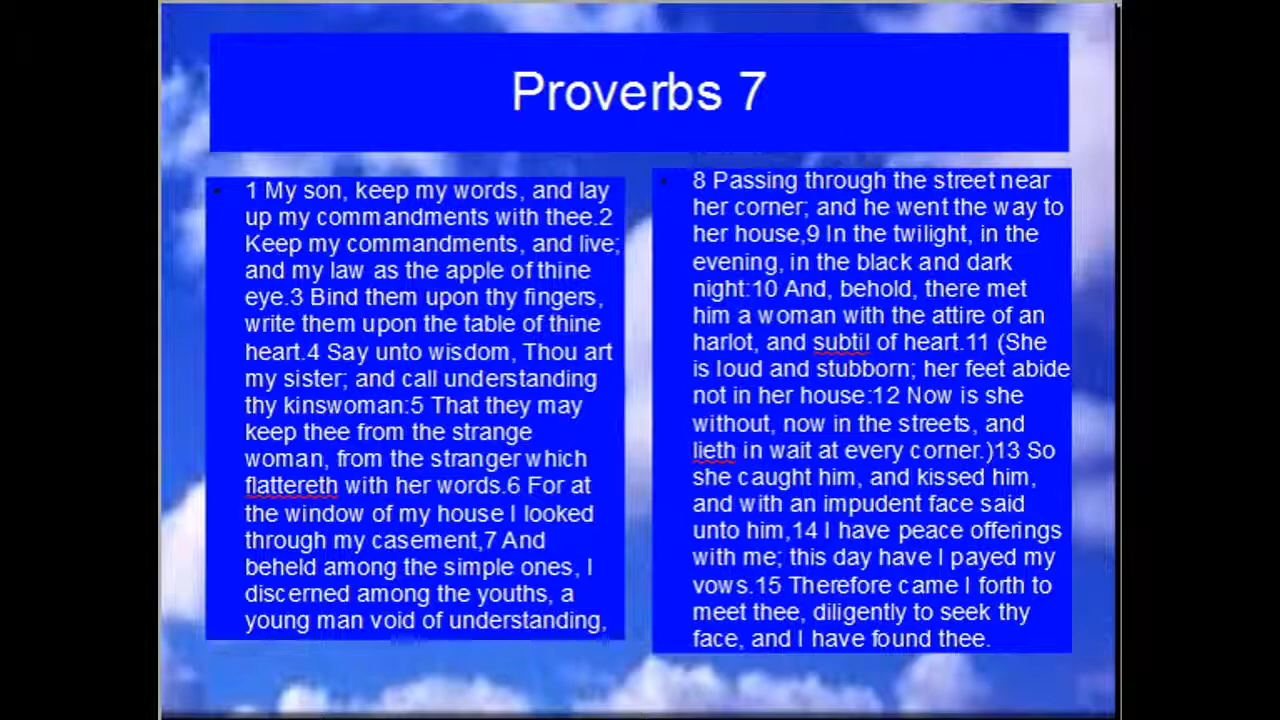 Proverbs 7
1 My son, keep my words, and lay
up my commandments with thee.2
Keep my commandments, and live;
and my law as the apple of thine
eye.3 Bind them upon thy fingers,
write them upon the table of thine
heart.4 Say unto wisdom, Thou art
my sister; and call understanding
thy kinswoman:5 That they may
keep thee from the strange
woman, from the stranger which
flattereth with her words.6 For at
the window of my house I looked
through my casement,7 And
beheld among the simple ones, I
discerned among the youths, a
young man void of understanding,
8 Passing through the street near
her corner; and he went the way to
her house,9 In the twilight, in the
evening, in the black and dark
night:10 And, behold, there met
him a woman with the attire of an
harlot, and subtil of heart.11 (She
is loud and stubborn; her feet abide
not in her house:12 Now is she
without, now in the streets, and
lieth in wait at every corner.)13 So
she caught him, and kissed him,
and with an impudent face said
unto him,14 I have peace offerings
with me; this day have I payed my
vows.15 Therefore came I forth to
meet thee, diligently to seek thy
face, and I have found thee.